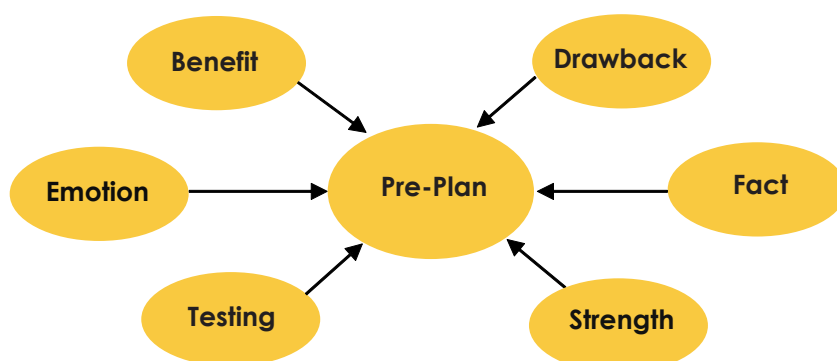 Benefit
Drawback
Emotion
Pre-Plan
Fact
Testing
Strength